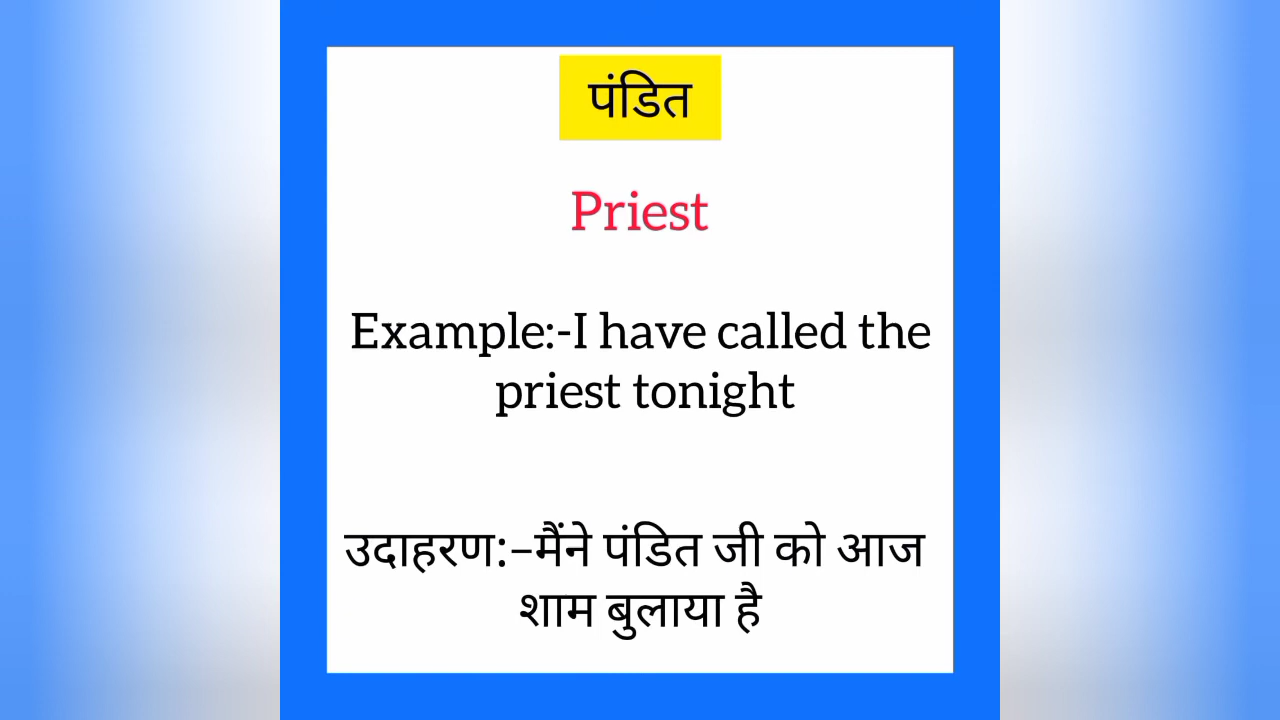 पंडित
Priest
Example:-I have called the
priest tonight
उदाहरण:–मैंने पंडित जी को आज
शाम बुलाया है